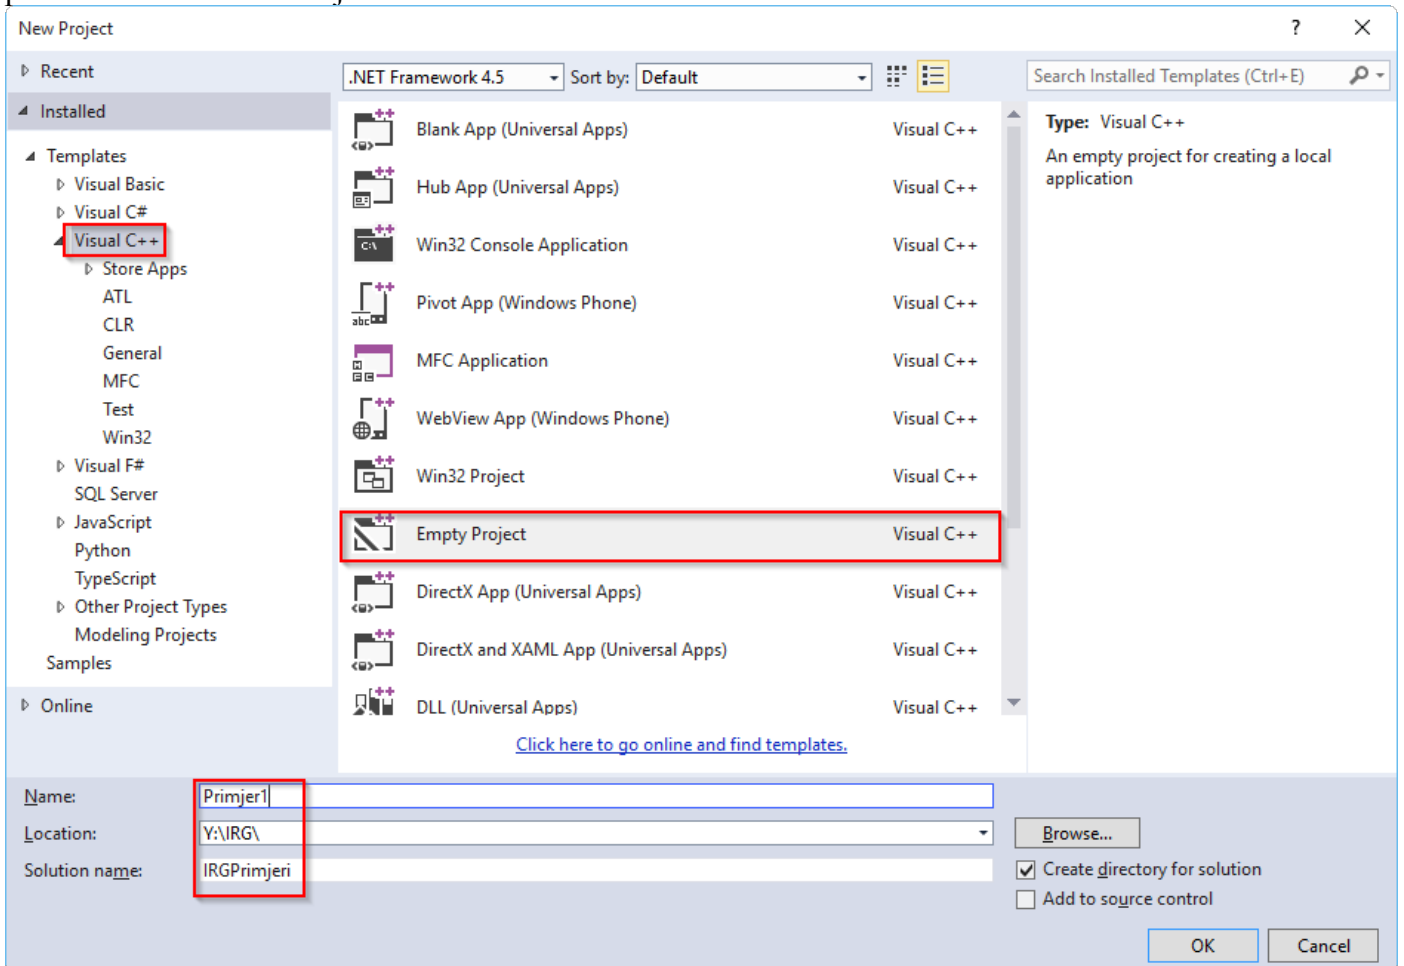 New Project
?
Recent
.NET Framework 4.5
Sort by:
Default
Search Installed Templates (Ctrl+E)
Installed
Templates
Visual Basic
Visual C#
Visual C++
Store Apps
ATL
CLR
General
MFC
Test
Win32
Visual F#
SQL Server
JavaScript
Python
TypeScript
Other Project Types
Modeling Projects
Samples
Online
Blank App (Universal Apps) Visual C++
Hub App (Universal Apps) Visual C++
Win32 Console Application Visual C++
Pivot App (Windows Phone) Visual C++
MFC Application Visual C++
WebView App (Windows Phone) Visual C++
Win32 Project Visual C++
Empty Project Visual C++
DirectX App (Universal Apps) Visual C++
DirectX and XAML App (Universal Apps) Visual C++
DLL (Universal Apps) Visual C++
Click here to go online and find templates.
Type: Visual C++
An empty project for creating a local
application
Name: Primjer1
Location: Y:\IRG\
Browse...
Solution name: IRGPrimjeri
Create directory for solution
Add to source control
OK
Cancel